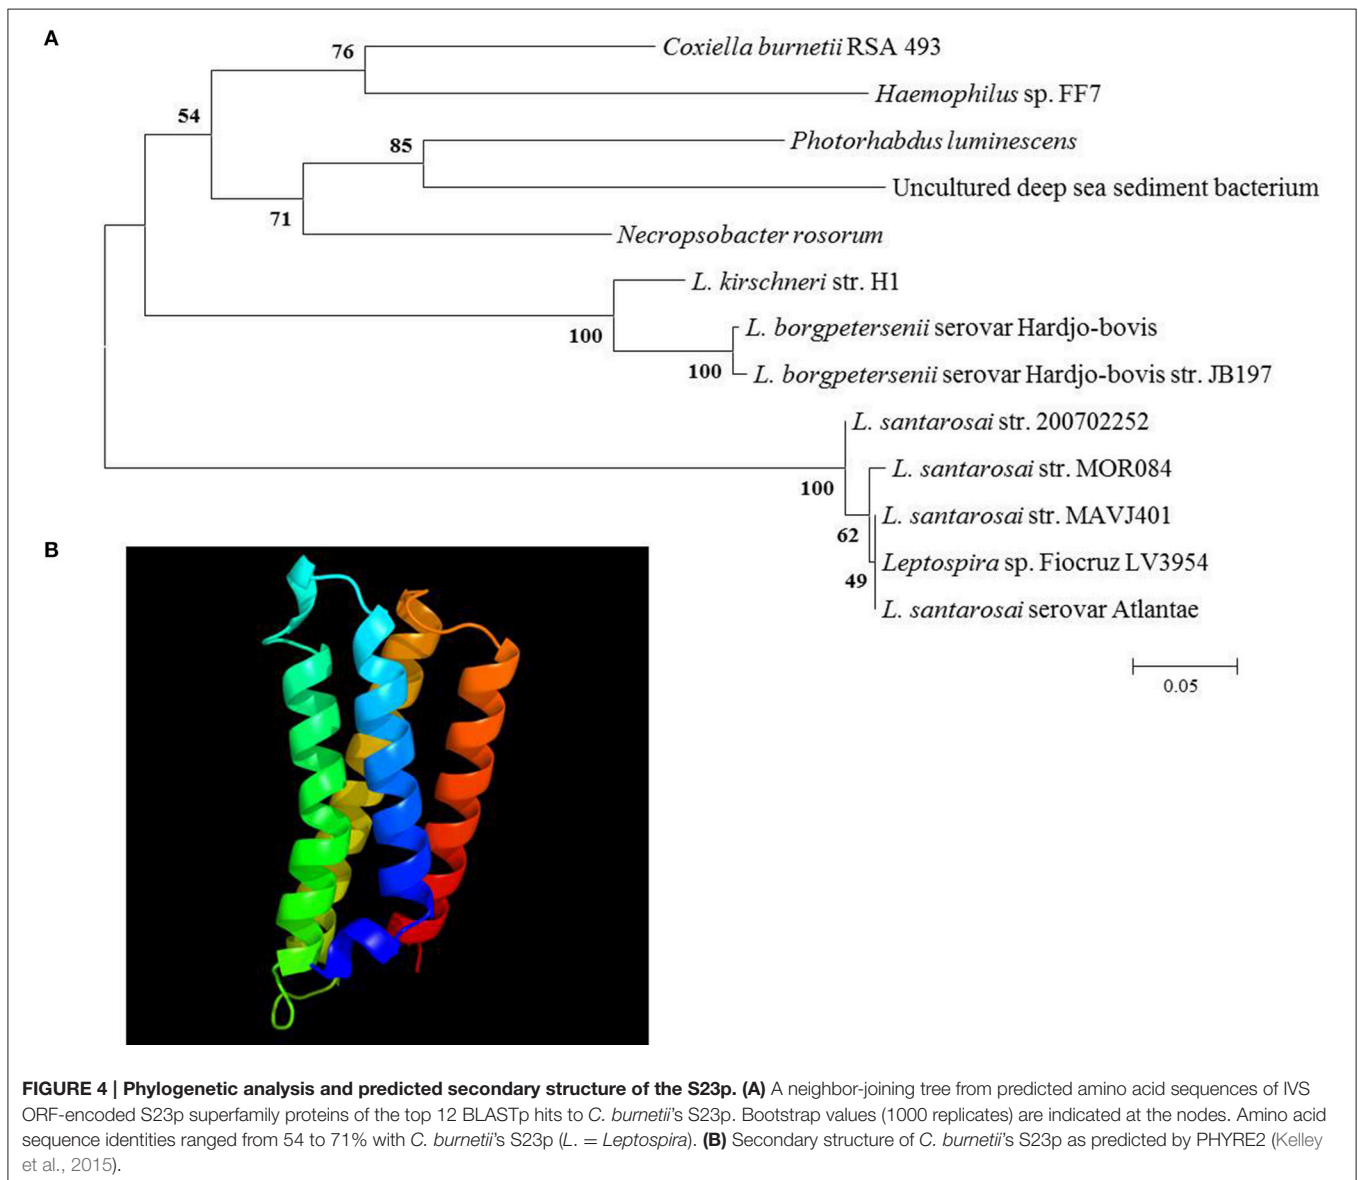 A
76
Coxiella burnetii RSA 493
Haemophilus sp. FF7
54
85
Photorhabdus luminescens
Uncultured deep sea sediment bacterium
71
Necropsobacter rosorum
L. kirschneri str. H1
100
L. borgpetersenii serovar Hardjo-bovis
100
L. borgpetersenii serovar Hardjo-bovis str. JB197
L. santarosai str. 200702252
L. santarosai str. MOR084
100
L. santarosai str. MAVJ401
62
Leptospira sp. Fiocruz LV3954
49
L. santarosai serovar Atlantae
0.05
B
FIGURE 4 | Phylogenetic analysis and predicted secondary structure of the S23p. (A) A neighbor-joining tree from predicted amino acid sequences of IVS
ORF-encoded S23p superfamily proteins of the top 12 BLASTp hits to C. burnetii's S23p. Bootstrap values (1000 replicates) are indicated at the nodes. Amino acid
sequence identities ranged from 54 to 71% with C. burnetii's S23p (L. = Leptospira). (B) Secondary structure of C. burnetii's S23p as predicted by PHYRE2 (Kelley
et al., 2015).